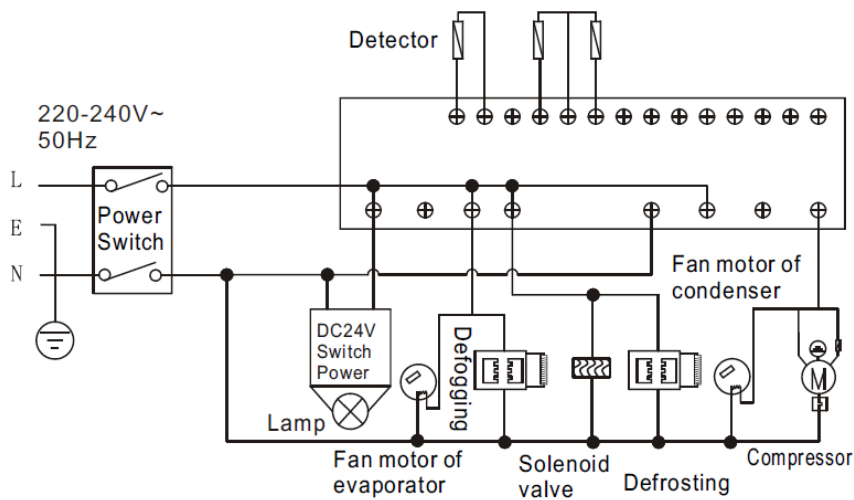 Detector
220-240V~
50Hz
L
E
N
Power
Switch
Fan motor of
condenser
DC24V
Switch
Power
Defogging
M
Lamp
Fan motor of
evaporator
Solenoid
valve
Defrosting
Compressor